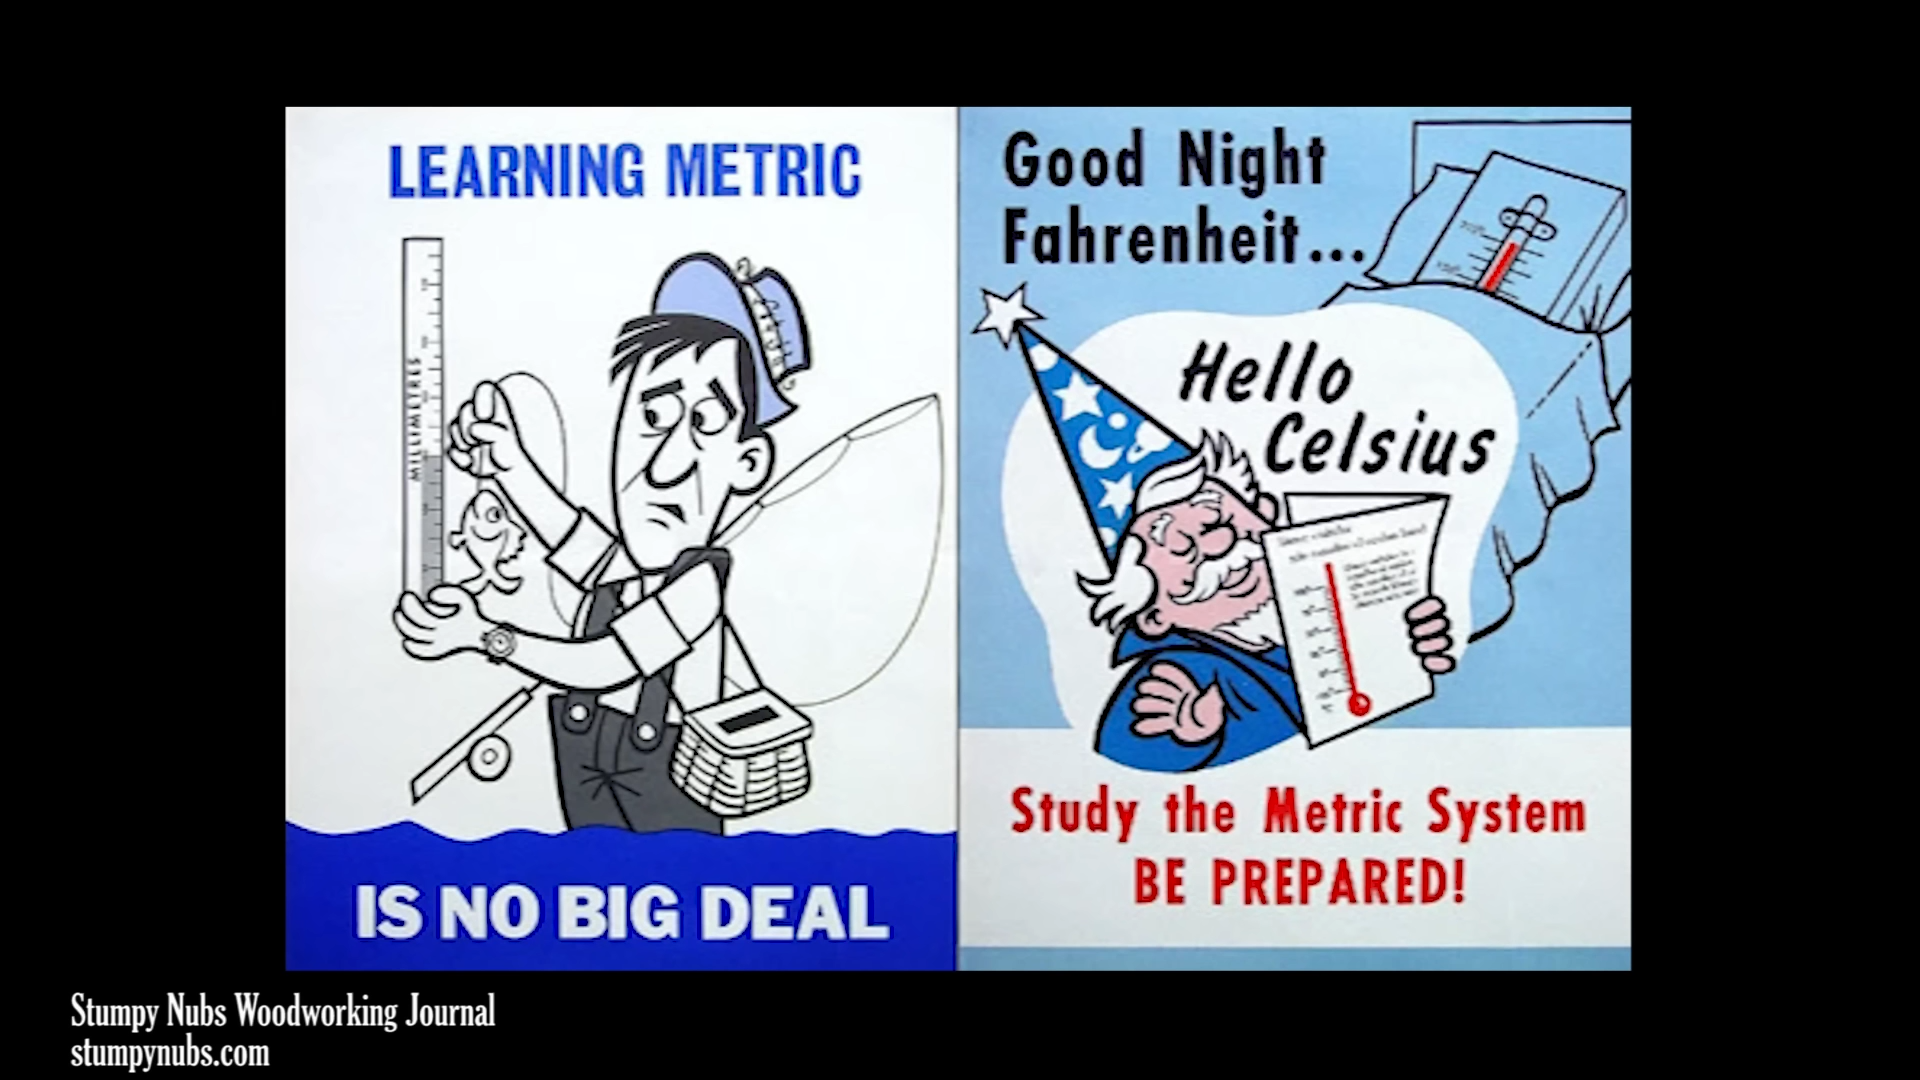 LEARNING METRIC
MILLIMETRES
IS NO BIG DEAL
Good Night
Fahrenheit...
Hello
Celsius
Study the Metric System
BE PREPARED!
Stumpy Nubs Woodworking Journal
stumpynubs.com